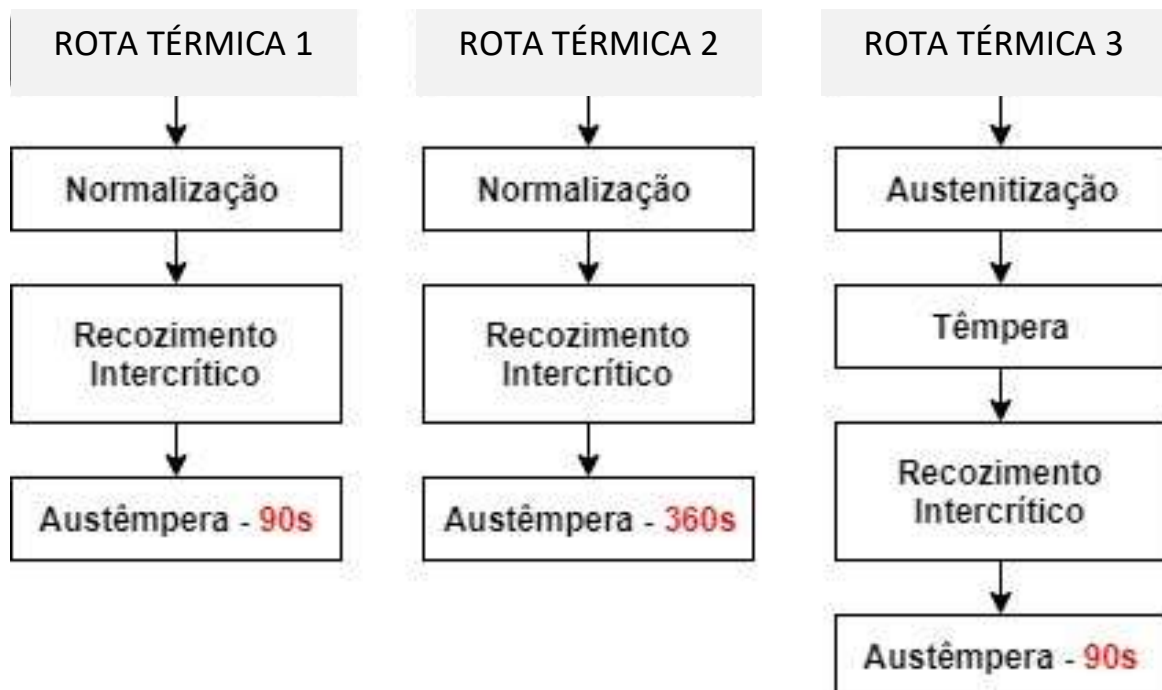 ROTA TÉRMICA 1
Normalização
Recozimento
Intercrítico
Austêmpera - 90s
ROTA TÉRMICA 2
Normalização
Recozimento
Intercrítico
Austêmpera - 360s
ROTA TÉRMICA 3
Austenitização
Têmpera
Recozimento
Intercrítico
Austêmpera - 90s